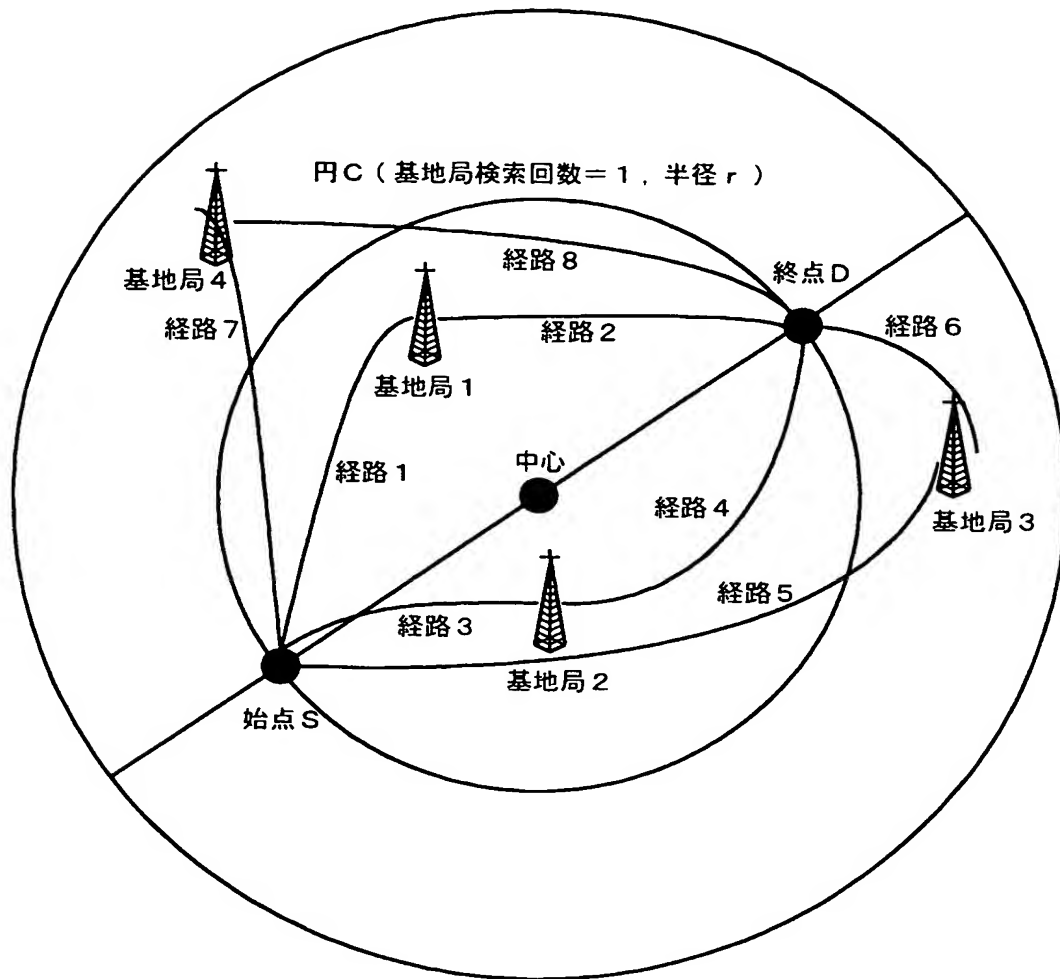 円C(基地局検索回数=1,半径r)
経路8
終点D
基地局4
経路7
経路2
経路6
基地局1
中心
経路1
経路4
基地局3
経路5
経路3
基地局2
始点S